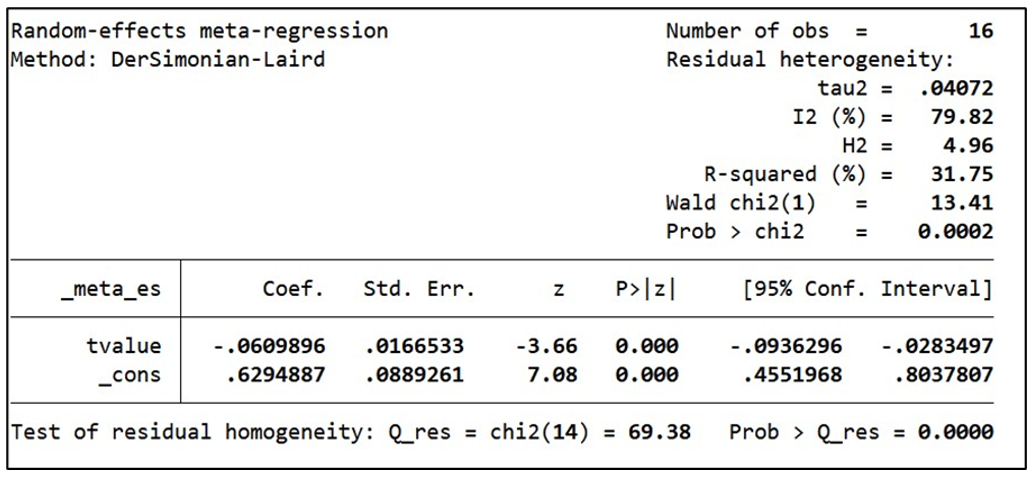 Random-effects meta-regression Number of obs = 16
Method: DerSimonian-Laird Residual heterogeneity:
tau2 = .04072
I2 (%) = 79.82
H2 = 4.96
R-squared (%) = 31.75
Wald chi2(1) = 13.41
Prob > chi2 = 0.0002
_meta_es Coef. Std. Err. z P>|z| [95% Conf. Interval]
tvalue -.0609896 .0166533 -3.66 0.000 -.0936296 -.0283497
_cons .6294887 .0889261 7.08 0.000 .4551968 .8037807
Test of residual homogeneity: Q_res = chi2(14) = 69.38 Prob > Q_res = 0.0000